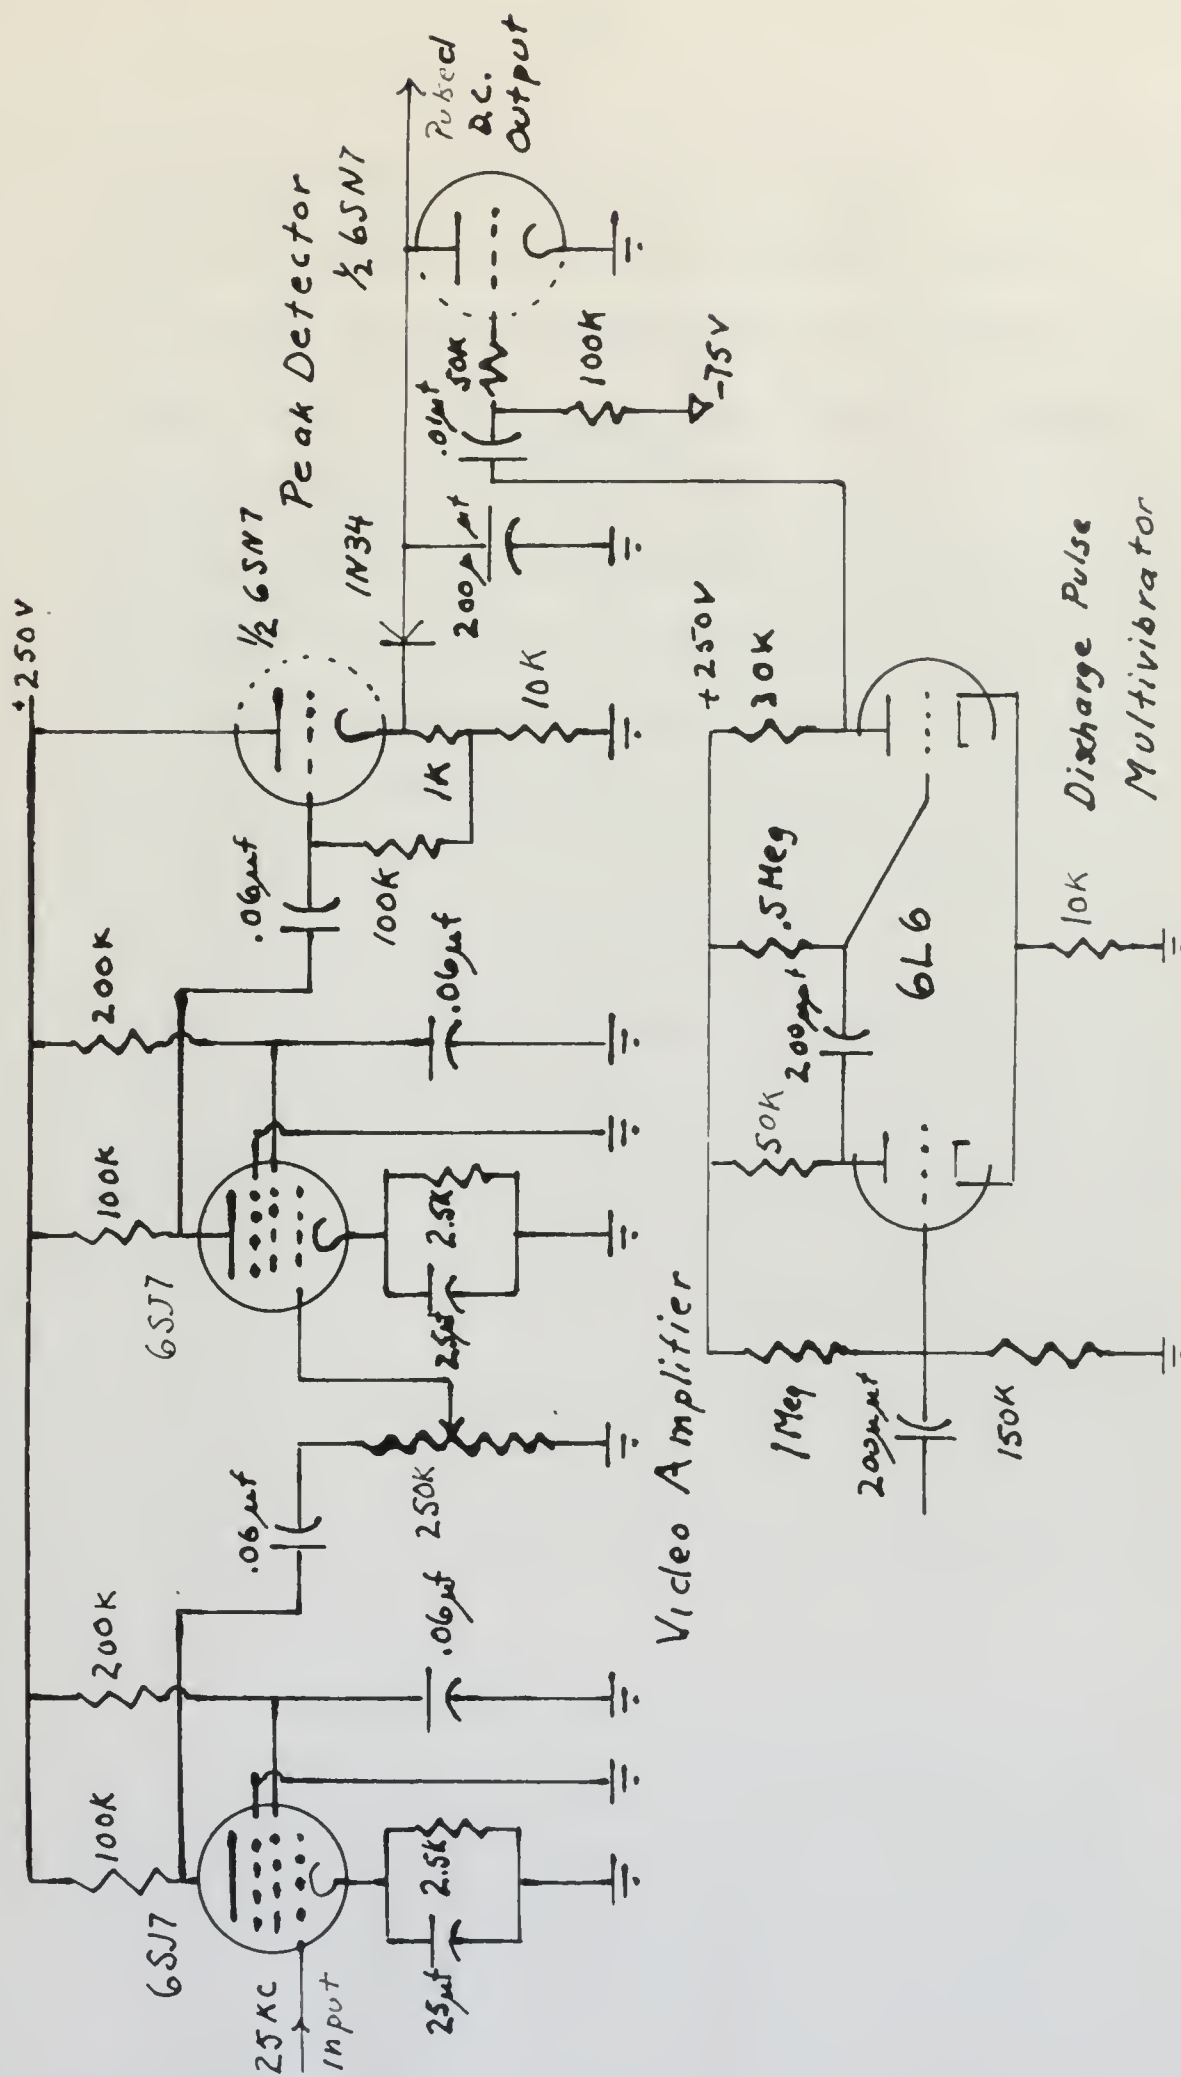 +250V
100K
200K
100K
200K
6SJ7
6SJ7
1/2 6SN7
Peak Detector
1/2 6SN7
25KC
input
.06μf
.06μf
.06μf
.06μf
25μf
2.5K
250K
25μf
2.5K
100K
1K
10K
1N34
200μμf
.01μf
50K
100K
-75V
Pulsed
D.C.
Output
Video Amplifier
+250V
1Meg
50K
.5Meg
30K
200μμf
200μμf
150K
6L6
10K
Discharge Pulse
Multivibrator